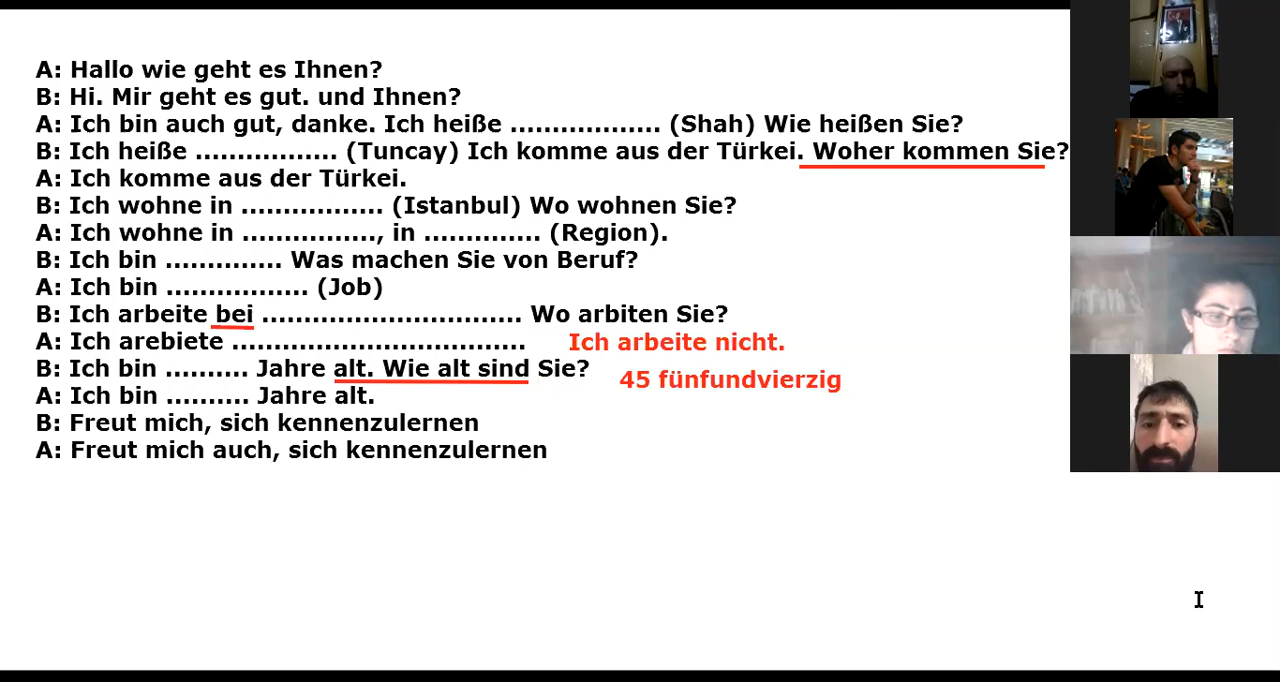 A: Hallo wie geht es Ihnen?
B: Hi. Mir geht es gut. und Ihnen?
A: Ich bin auch gut, danke. Ich heiße .................. (Shah) Wie heißen Sie?
B: Ich heiße ................. (Tuncay) Ich komme aus der Türkei. Woher kommen Sie?
A: Ich komme aus der Türkei.
B: Ich wohne in ................. (Istanbul) Wo wohnen Sie?
A: Ich wohne in ................, in .............. (Region).
B: Ich bin .............. Was machen Sie von Beruf?
A: Ich bin ................. (Job)
B: Ich arbeite bei ............................... Wo arbiten Sie?
A: Ich arebiete ................................... Ich arbeite nicht.
B: Ich bin .......... Jahre alt. Wie alt sind Sie?
45 fünfundvierzig
A: Ich bin .......... Jahre alt.
B: Freut mich, sich kennenzulernen
A: Freut mich auch, sich kennenzulernen